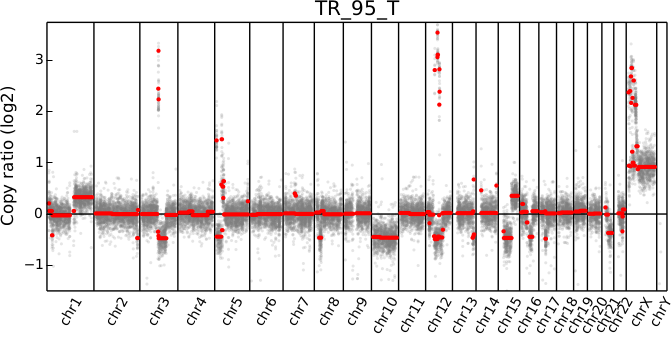 TR_95_T
Copy ratio (log2)
3
2
1
0
−1
chr1
chr2
chr3
chr4
chr5
chr6
chr7
chr8
chr9
chr10
chr11
chr12
chr13
chr14
chr15
chr16
chr17
chr18
chr19
chr20
chr21
chr22
chrX
chrY